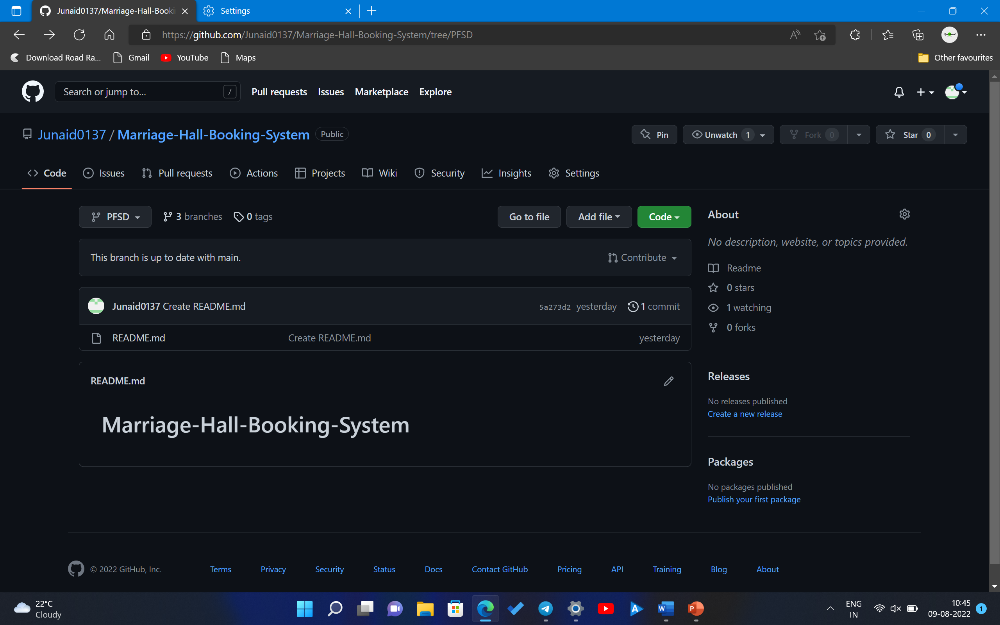 Junaid0137/Marriage-Hall-Booki
Settings
https://github.com/Junaid0137/Marriage-Hall-Booking-System/tree/PFSD
Download Road Ra...
Gmail
YouTube
Maps
Other favourites
Search or jump to...
/
Pull requests
Issues
Marketplace
Explore
Junaid0137 / Marriage-Hall-Booking-System
Public
Pin
Unwatch 1
Fork 0
Star 0
Code
Issues
Pull requests
Actions
Projects
Wiki
Security
Insights
Settings
PFSD
3 branches
0 tags
Go to file
Add file
Code
About
No description, website, or topics provided.
This branch is up to date with main.
Contribute
Readme
0 stars
1 watching
0 forks
Junaid0137 Create README.md
5a273d2 yesterday
1 commit
README.md
Create README.md
yesterday
README.md
Marriage-Hall-Booking-System
Releases
No releases published
Create a new release
Packages
No packages published
Publish your first package
© 2022 GitHub, Inc.
Terms
Privacy
Security
Status
Docs
Contact GitHub
Pricing
API
Training
Blog
About
22°C
Cloudy
ENG
IN
10:45
09-08-2022
1